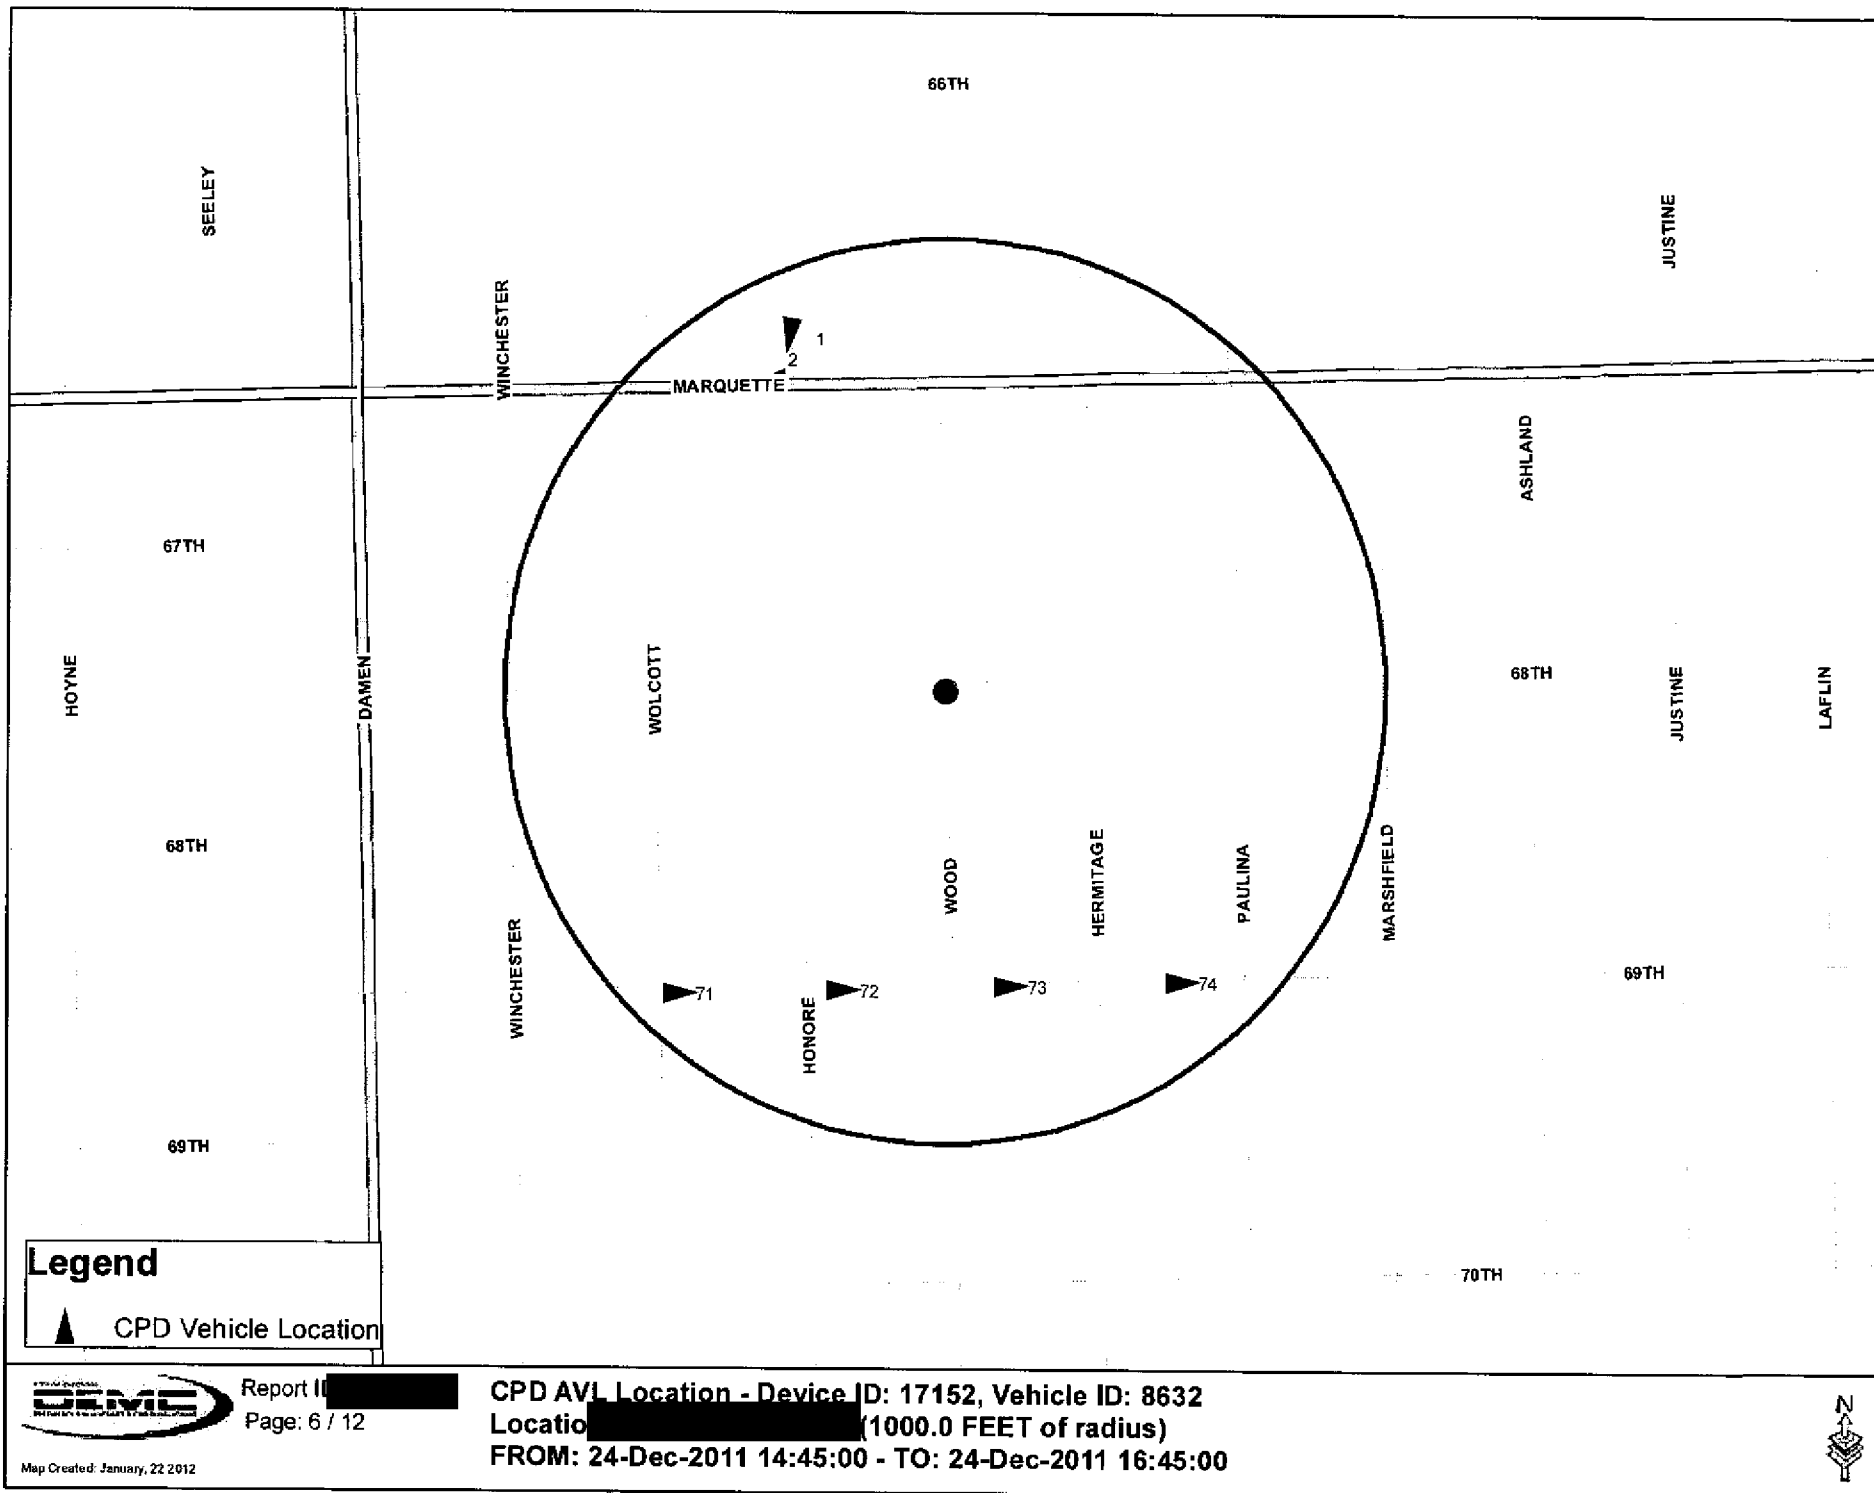 66TH
SEELEY
JUSTINE
WINCHESTER
1
2
MARQUETTE
ASHLAND
67TH
HOYNE
DAMEN
WOLCOTT
68TH
JUSTINE
LAFLIN
68TH
WOOD
HERMITAGE
PAULINA
MARSHFIELD
WINCHESTER
69TH
71
72
73
74
HONORE
69TH
70TH
Legend
CPD Vehicle Location
OEMC
Report ID
Page: 6 / 12
Map Created: January, 22 2012
CPD AVL Location - Device ID: 17152, Vehicle ID: 8632
Locatio (1000.0 FEET of radius)
FROM: 24-Dec-2011 14:45:00 - TO: 24-Dec-2011 16:45:00
N